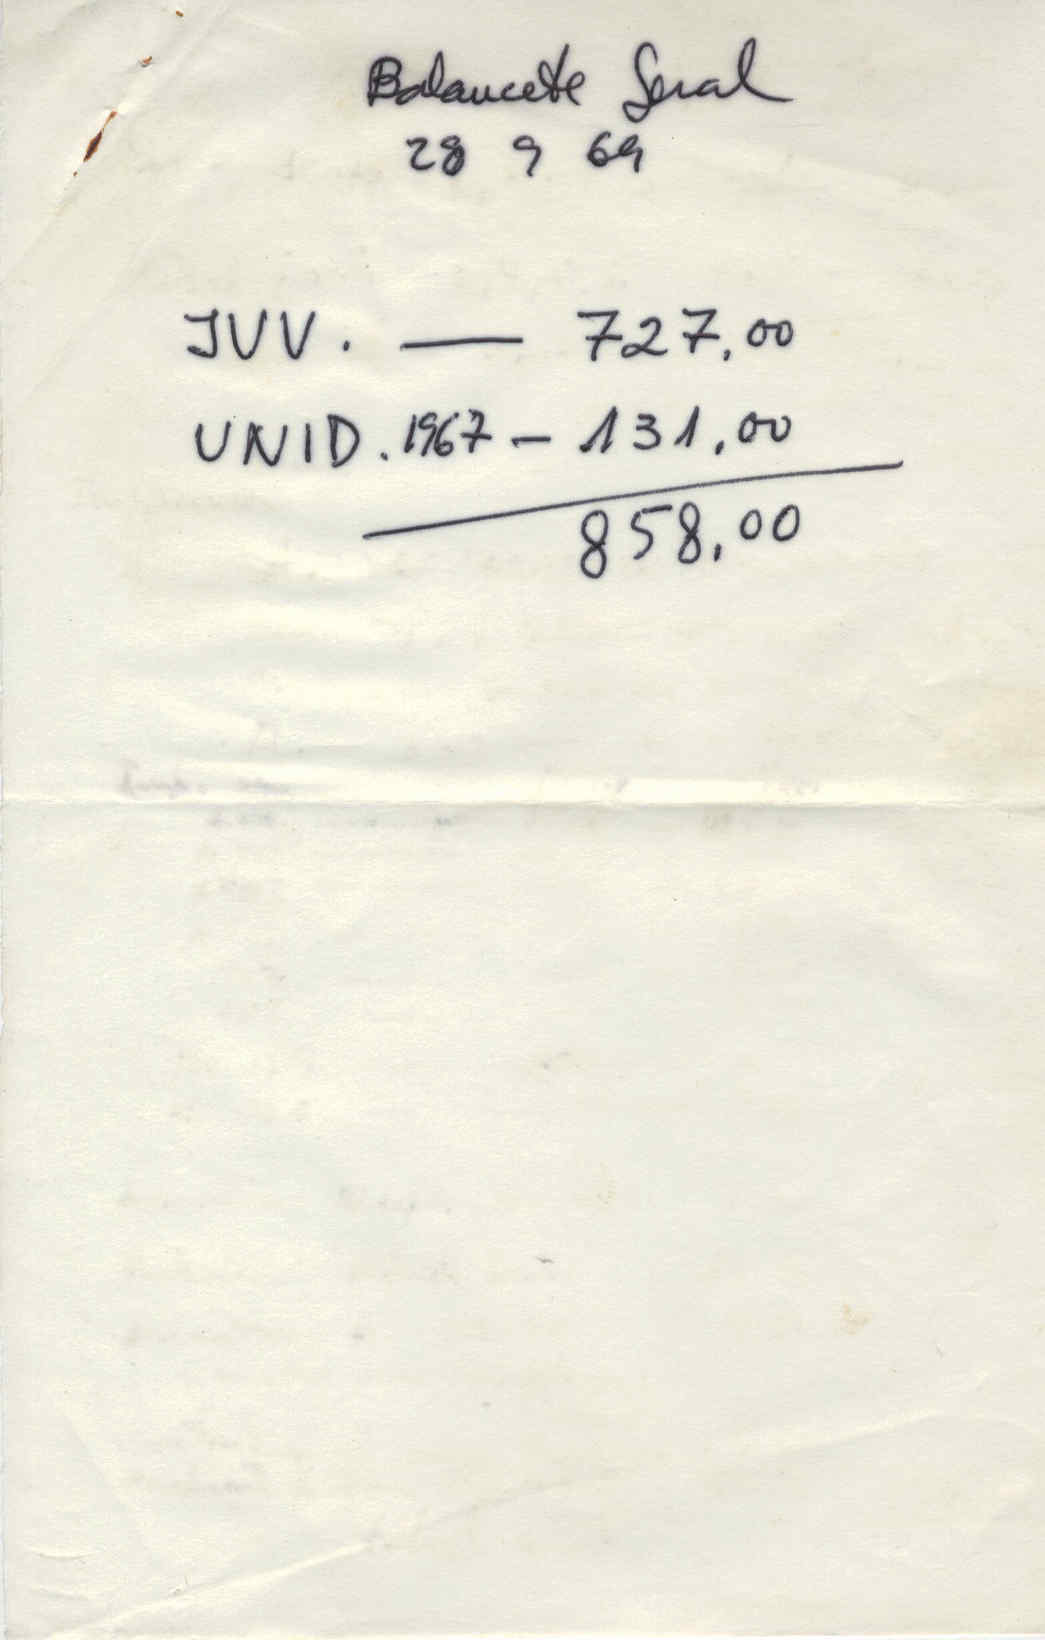 Balancete Geral
28 9 69
JUV. — 727,00
UNID. 1967 — 131,00
858,00